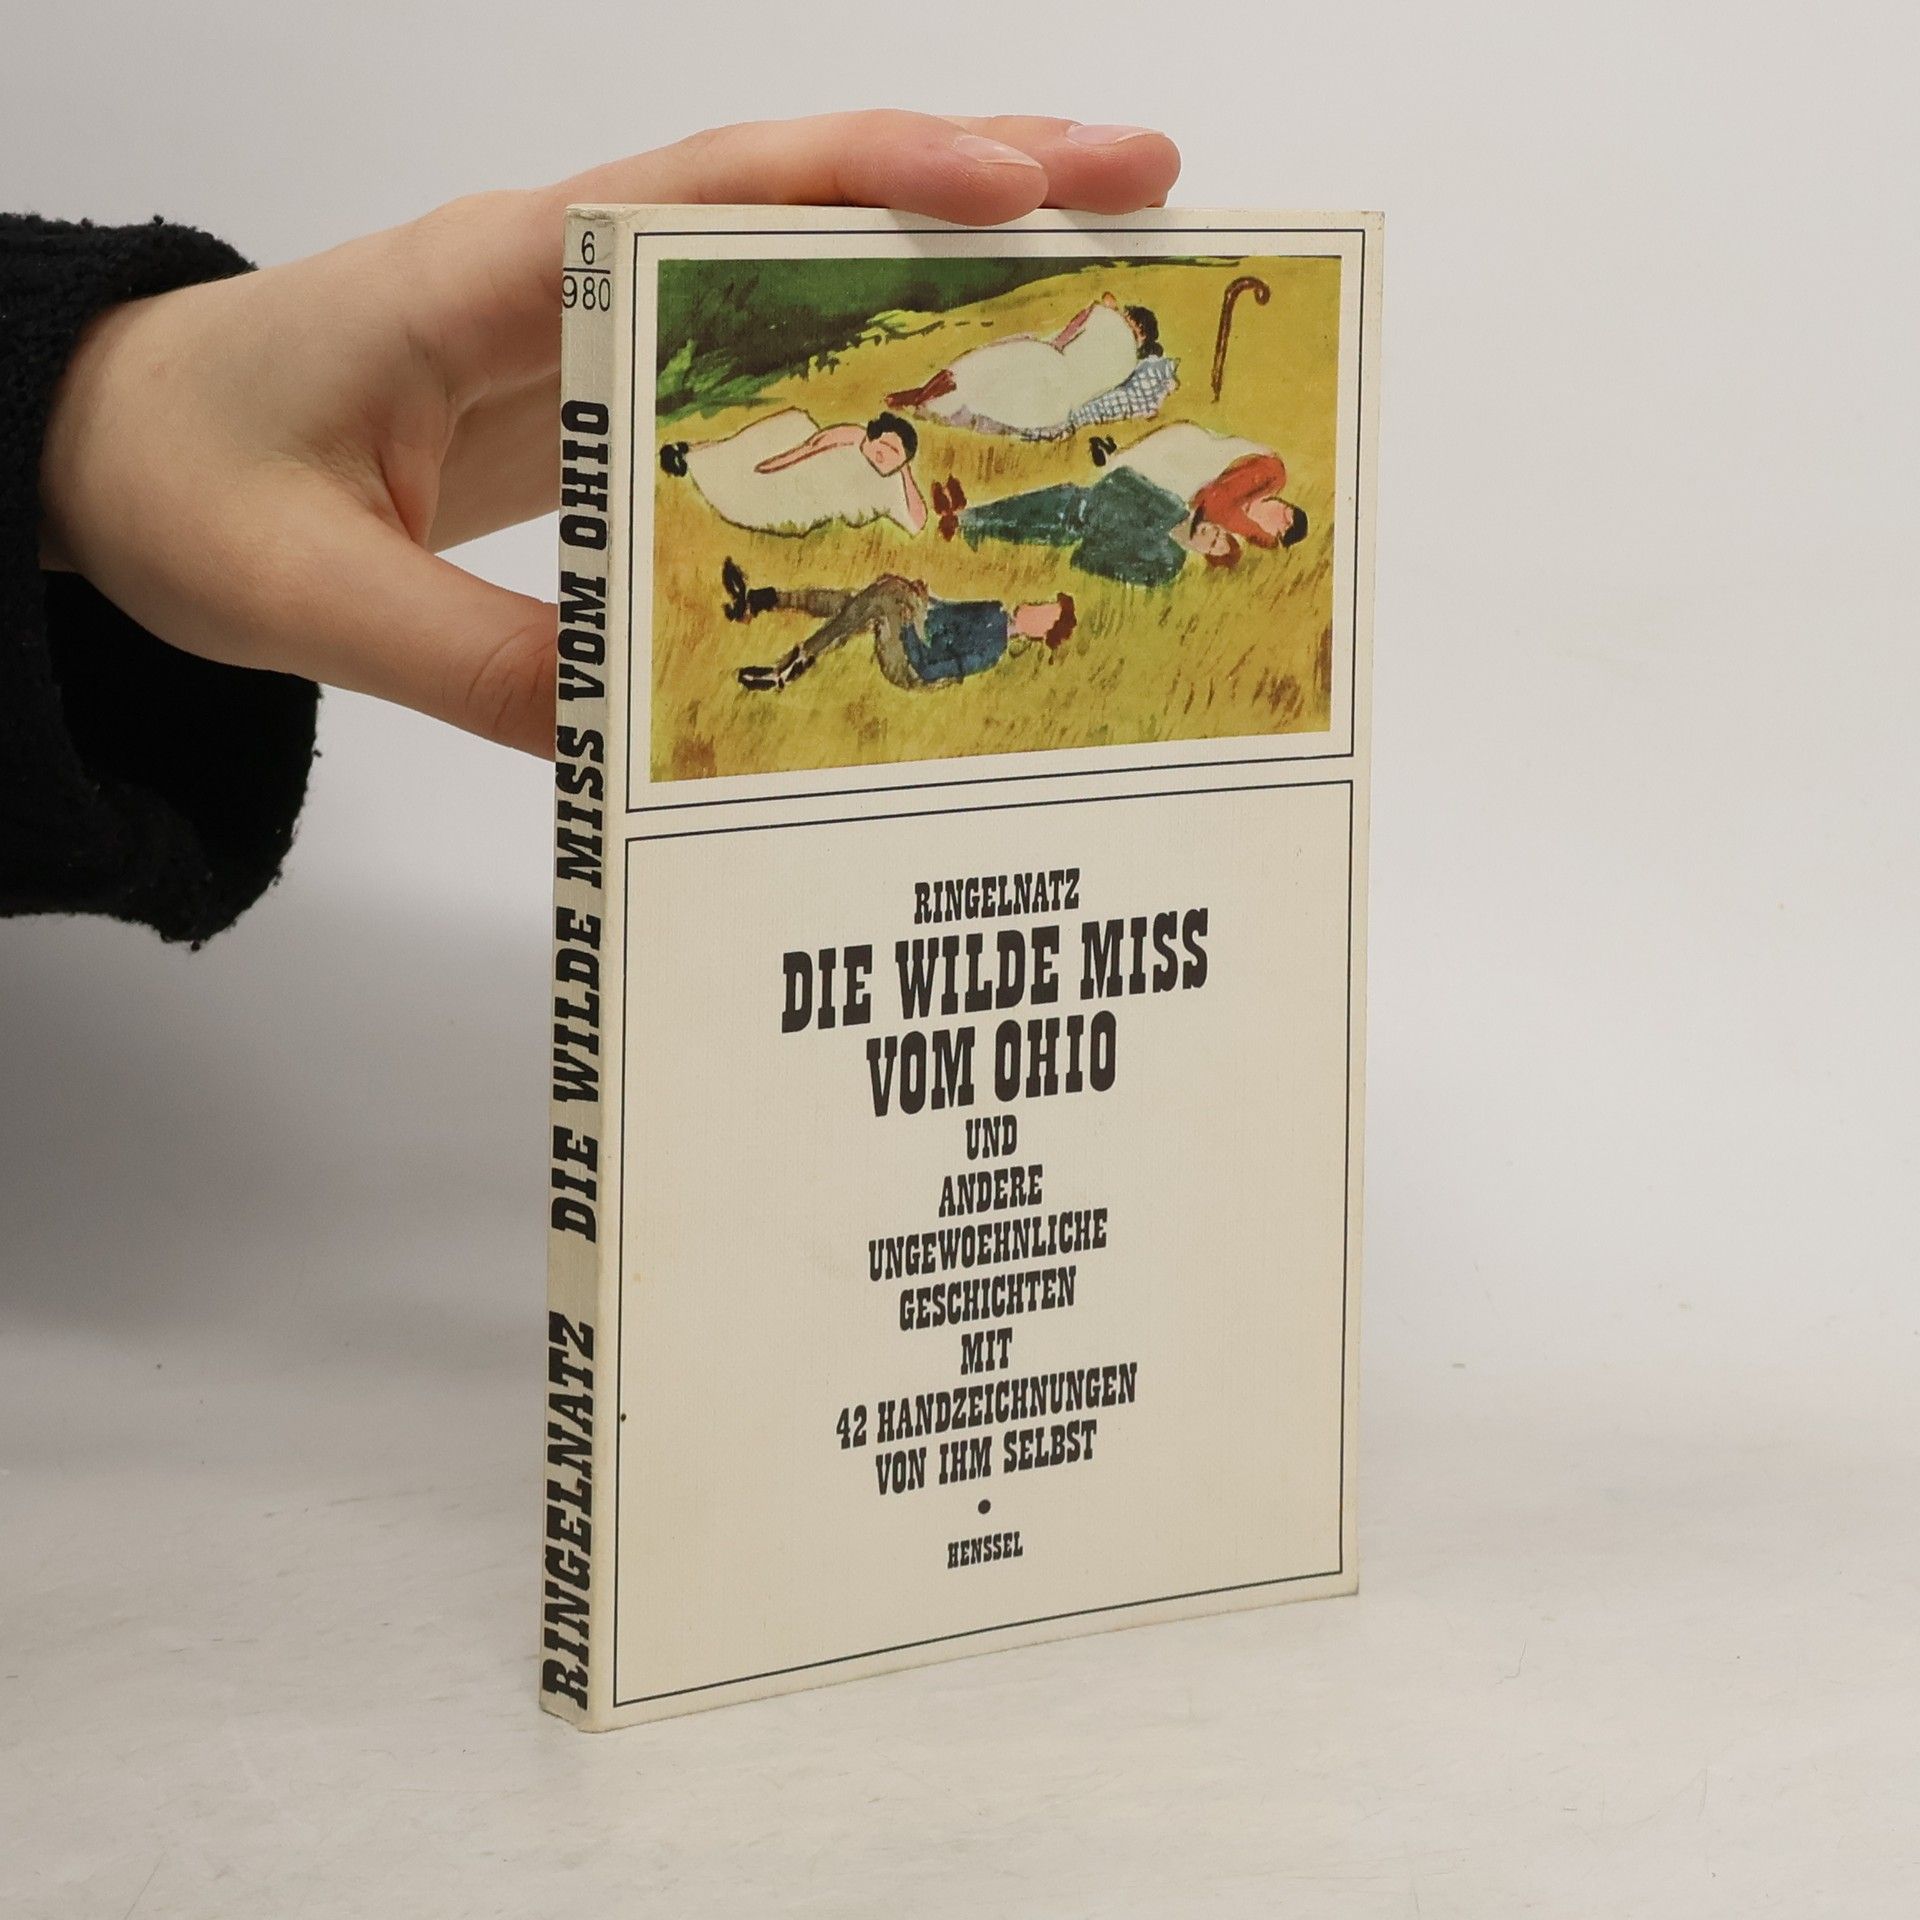 6
980
RINGELNATZ DIE WILDE MISS VOM OHIO
RINGELNATZ
DIE WILDE MISS
VOM OHIO
UND
ANDERE
UNGEWOEHNLICHE
GESCHICHTEN
MIT
42 HANDZEICHNUNGEN
VON IHM SELBST
•
HENSSEL